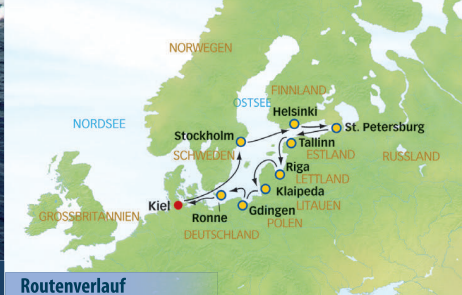 NORWEGEN
FINNLAND
OSTSEE
Helsinki
NORDSEE
St. Petersburg
Stockholm
Tallinn
SCHWEDEN
ESTLAND
RUSSLAND
Riga
LETTLAND
Klaipeda
Kiel
LITAUEN
GROSSBRITANNIEN
Ronne
Gdingen
POLEN
DEUTSCHLAND
Routenverlauf